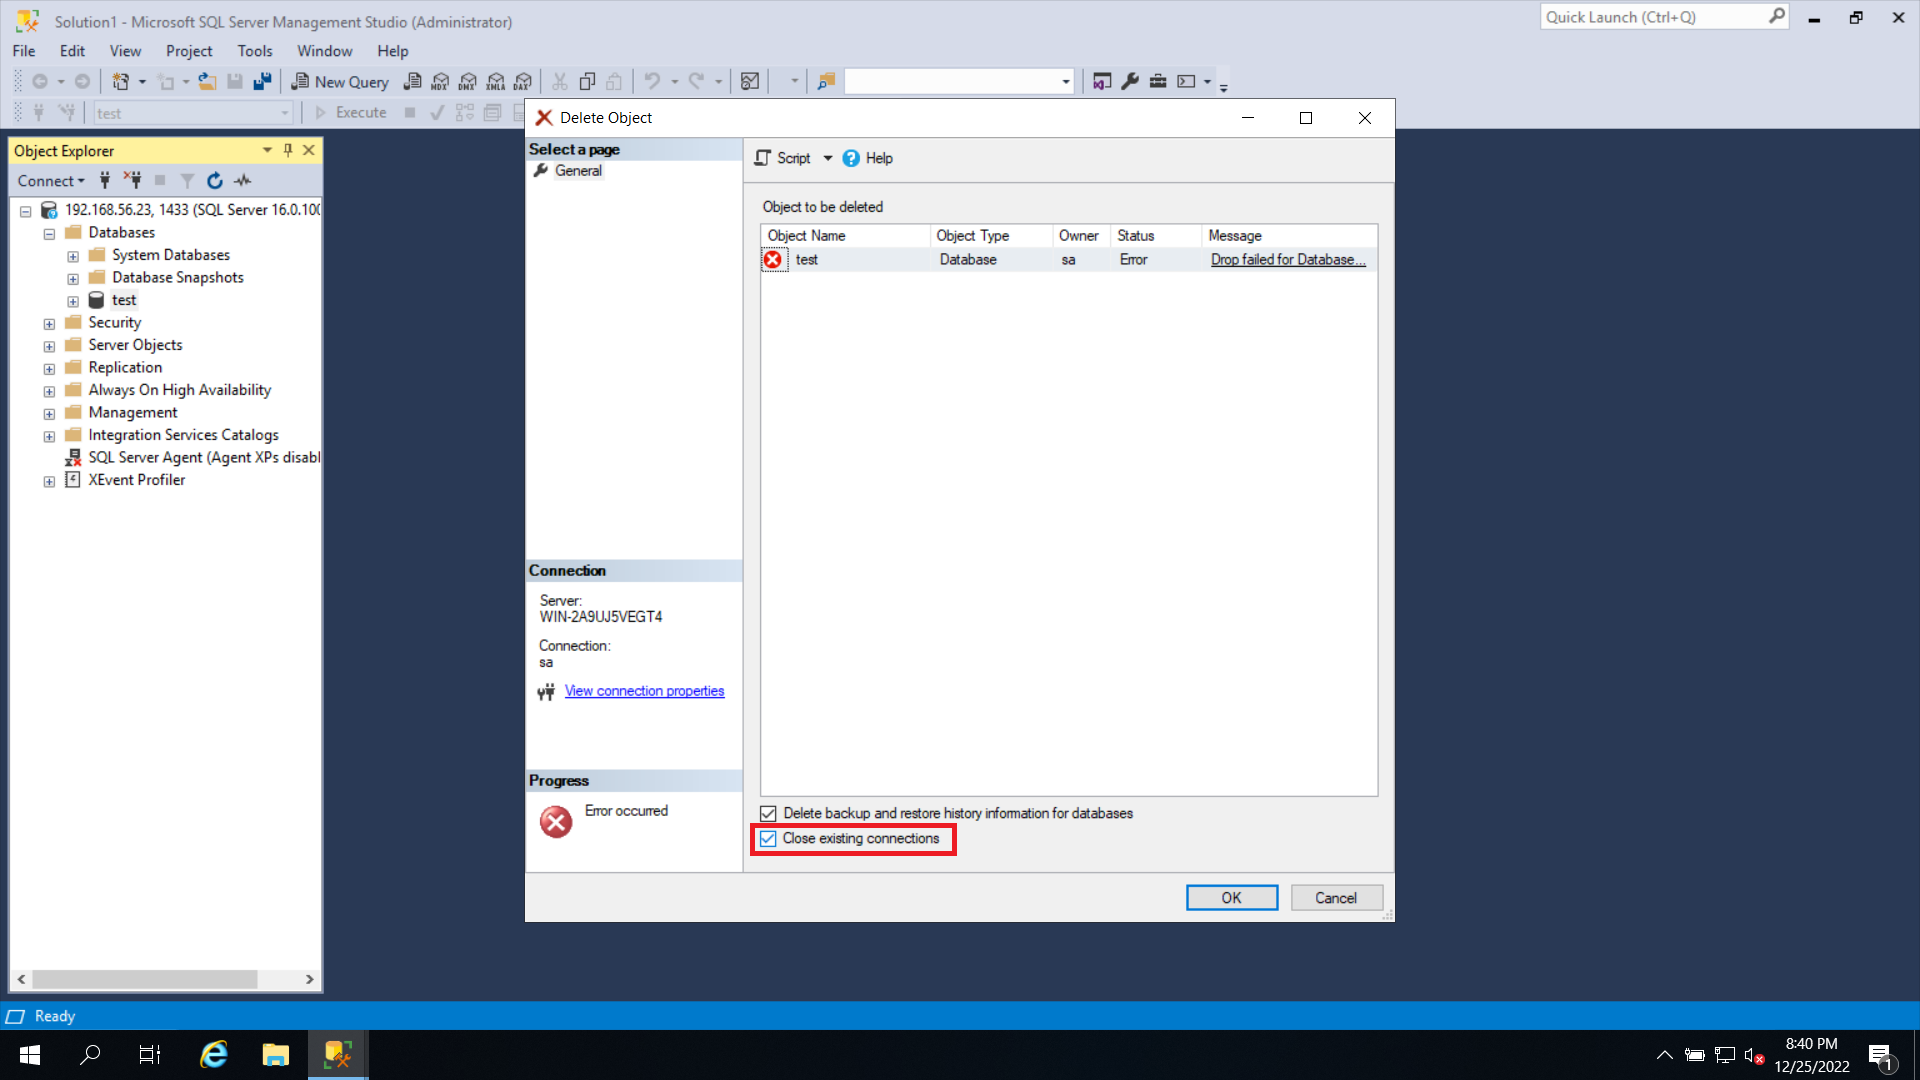 Solution1 - Microsoft SQL Server Management Studio (Administrator)
Quick Launch (Ctrl+Q)
File Edit View Project Tools Window Help
New Query
MDX DMX XMLA DAX
test
Execute
Object Explorer
Connect
192.168.56.23, 1433 (SQL Server 16.0.100
Databases
System Databases
Database Snapshots
test
Security
Server Objects
Replication
Always On High Availability
Management
Integration Services Catalogs
SQL Server Agent (Agent XPs disabl
XEvent Profiler
Delete Object
Select a page
General
Connection
Server:
WIN-2A9UJ5VEGT4
Connection:
sa
View connection properties
Progress
Error occurred
Script
Help
Object to be deleted
Object Name Object Type Owner Status Message
test Database sa Error Drop failed for Database...
Delete backup and restore history information for databases
Close existing connections
OK
Cancel
Ready
8:40 PM
12/25/2022
1